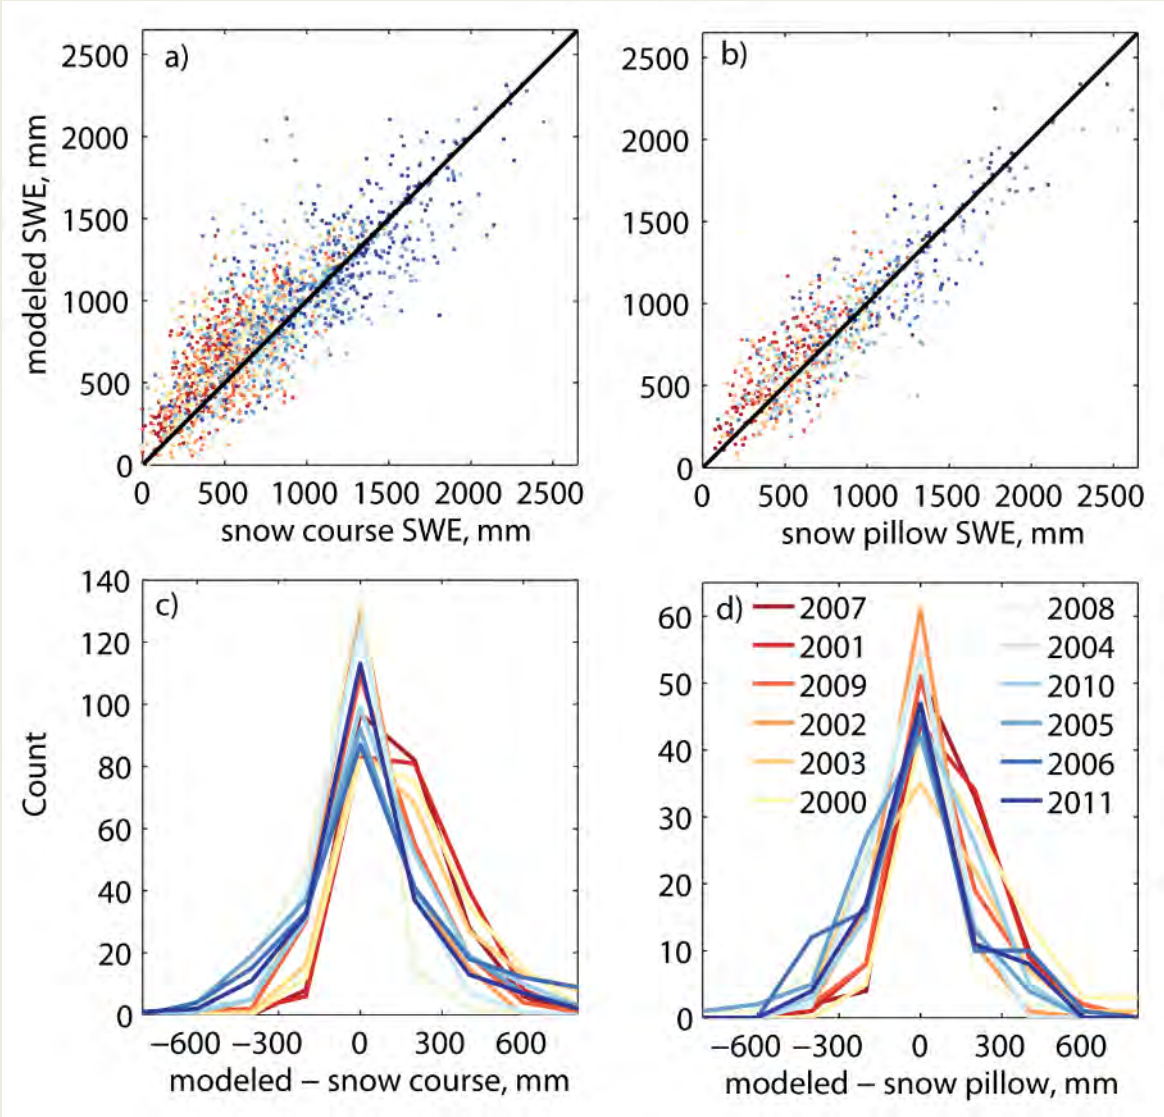 a)
2500
2000
1500
1000
500
0
modeled SWE, mm
0 500 1000 1500 2000 2500
snow course SWE, mm
b)
2500
2000
1500
1000
500
0
0 500 1000 1500 2000 2500
snow pillow SWE, mm
c)
140
120
100
80
60
40
20
0
Count
−600 −300 0 300 600
modeled – snow course, mm
d)
60
50
40
30
20
10
0
2007 2008
2001 2004
2009 2010
2002 2005
2003 2006
2000 2011
−600 −300 0 300 600
modeled – snow pillow, mm